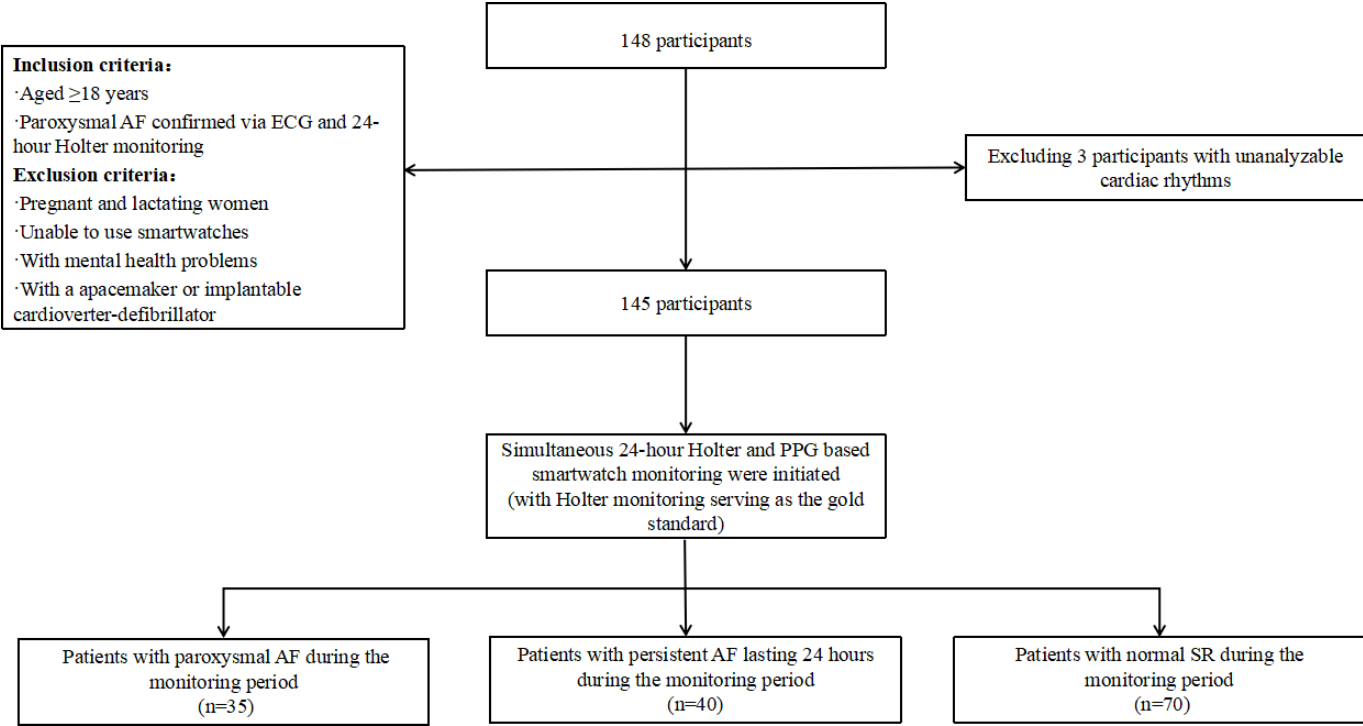 148 participants
Inclusion criteria：
·Aged ≥18 years
·Paroxysmal AF confirmed via ECG and 24-
hour Holter monitoring
Exclusion criteria：
·Pregnant and lactating women
·Unable to use smartwatches
·With mental health problems
·With a apacemaker or implantable
cardioverter-defibrillator
Excluding 3 participants with unanalyzable
cardiac rhythms
145 participants
Simultaneous 24-hour Holter and PPG based
smartwatch monitoring were initiated
(with Holter monitoring serving as the gold
standard)
Patients with paroxysmal AF during the
monitoring period
(n=35)
Patients with persistent AF lasting 24 hours
during the monitoring period
(n=40)
Patients with normal SR during the
monitoring period
(n=70)